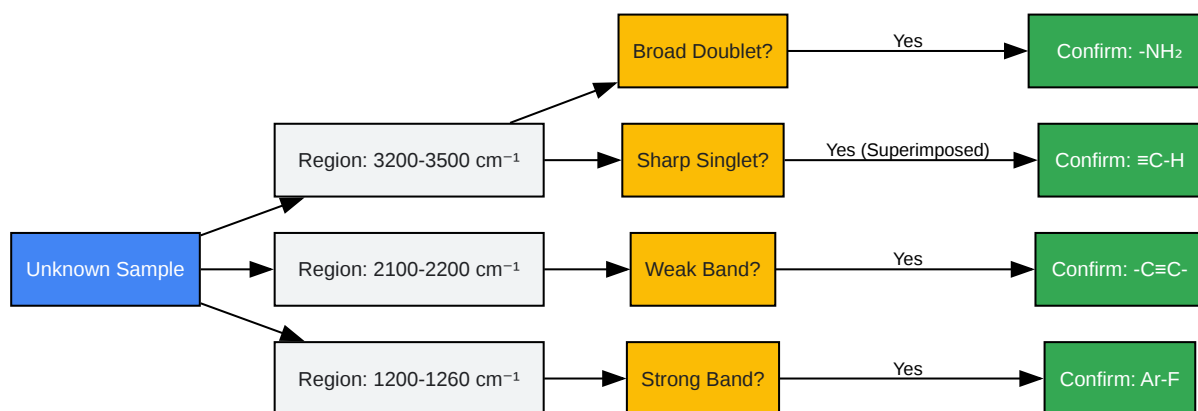 Broad Doublet?
Yes
Confirm: -NH₂
Region: 3200-3500 cm⁻¹
Sharp Singlet?
Yes (Superimposed)
Confirm: ≡C-H
Unknown Sample
Region: 2100-2200 cm⁻¹
Weak Band?
Yes
Confirm: -C≡C-
Region: 1200-1260 cm⁻¹
Strong Band?
Yes
Confirm: Ar-F